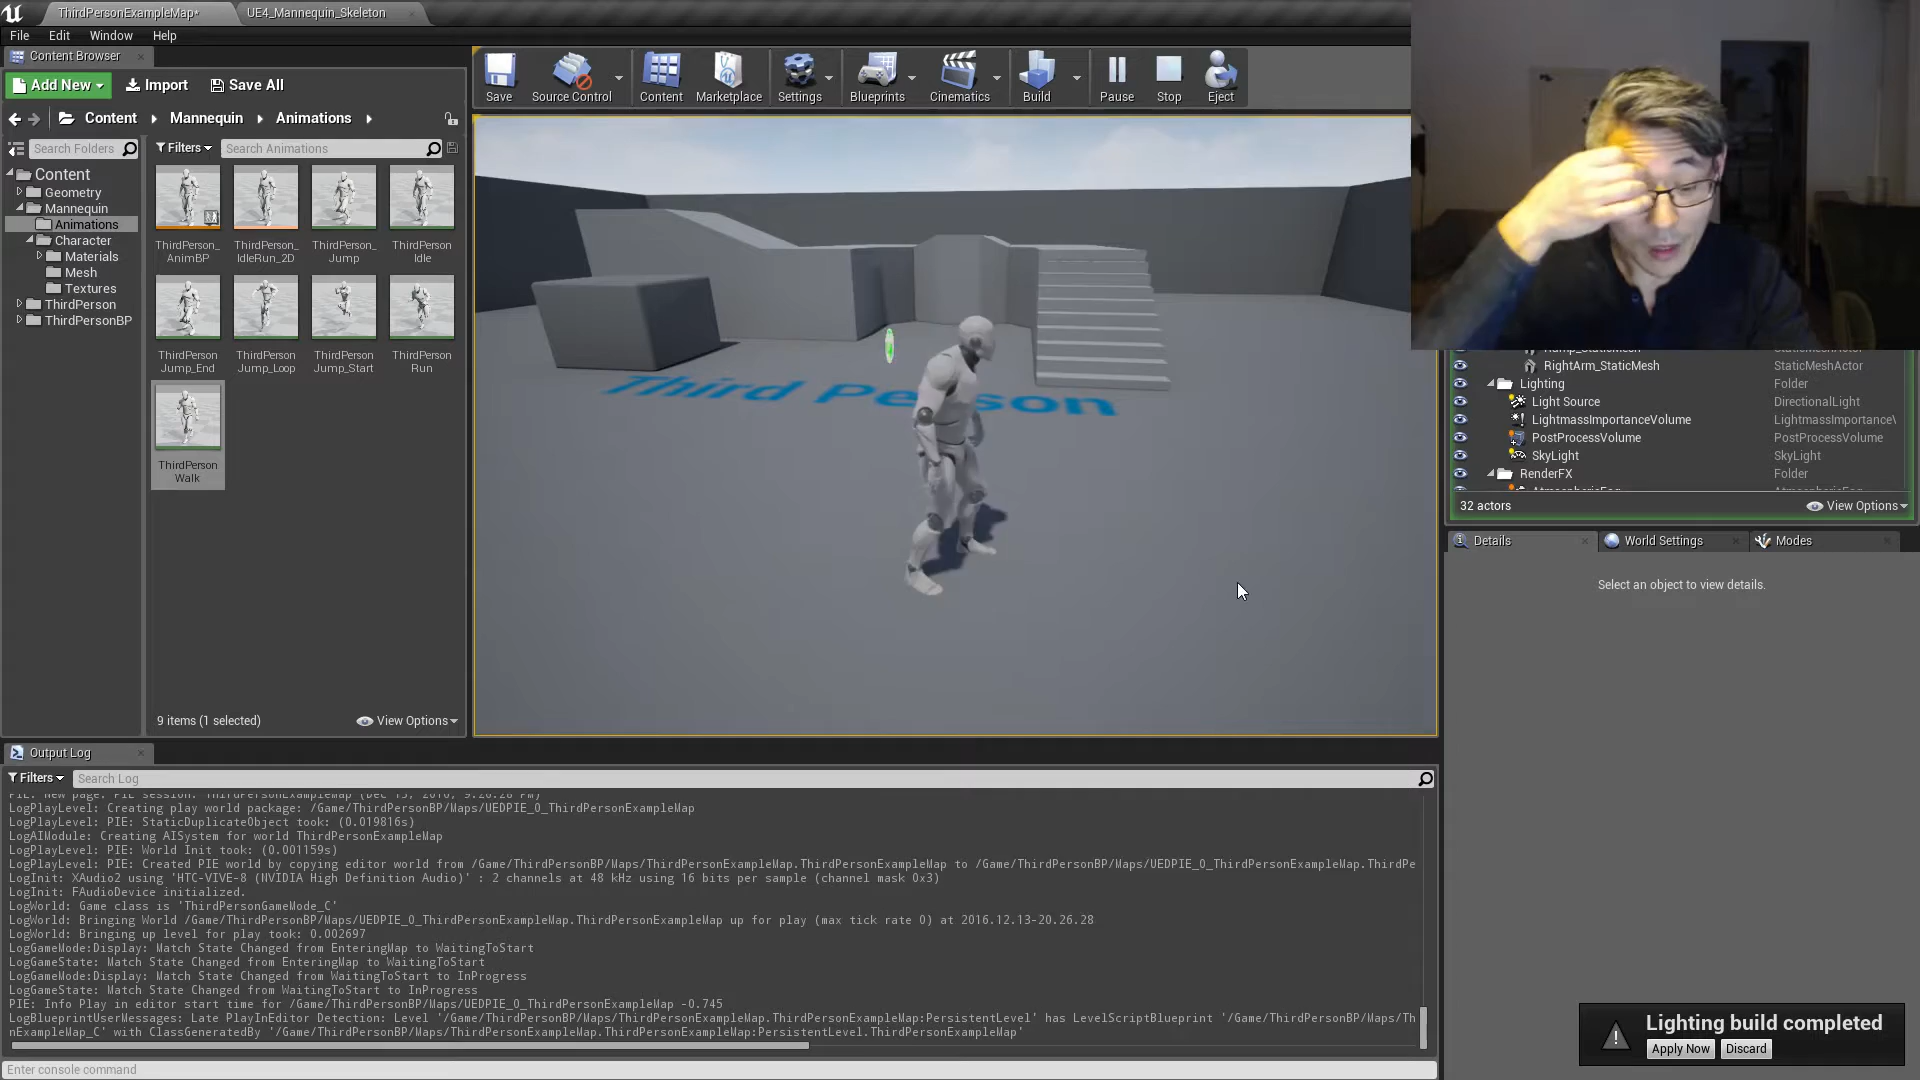 ThirdPersonExampleMap*
UE4_Mannequin_Skeleton
File Edit Window Help
Content Browser
Add New Import Save All
Content Mannequin Animations
Search Folders
Filters Search Animations
Content
Geometry
Mannequin
Animations
Character
Materials
Mesh
Textures
ThirdPerson
ThirdPersonBP
ThirdPerson_
AnimBP
ThirdPerson_
IdleRun_2D
ThirdPerson_
Jump
ThirdPerson
Idle
ThirdPerson
Jump_End
ThirdPerson
Jump_Loop
ThirdPerson
Jump_Start
ThirdPerson
Run
ThirdPerson
Walk
9 items (1 selected) View Options
Save Source Control Content Marketplace Settings Blueprints Cinematics Build Pause Stop Eject
Third Person
RightArm_StaticMesh StaticMeshActor
Lighting Folder
Light Source DirectionalLight
LightmassImportanceVolume LightmassImportanceV
PostProcessVolume PostProcessVolume
SkyLight SkyLight
RenderFX Folder
32 actors View Options
Details World Settings Modes
Select an object to view details.
Output Log
Filters Search Log
LogPlayLevel: Creating play world package: /Game/ThirdPersonBP/Maps/UEDPIE_0_ThirdPersonExampleMap
LogPlayLevel: PIE: StaticDuplicateObject took: (0.019816s)
LogAIModule: Creating AISystem for world ThirdPersonExampleMap
LogPlayLevel: PIE: World Init took: (0.001159s)
LogPlayLevel: PIE: Created PIE world by copying editor world from /Game/ThirdPersonBP/Maps/ThirdPersonExampleMap.ThirdPersonExampleMap to /Game/ThirdPersonBP/Maps/UEDPIE_0_ThirdPersonExampleMap.ThirdPe
LogInit: XAudio2 using 'HTC-VIVE-8 (NVIDIA High Definition Audio)' : 2 channels at 48 kHz using 16 bits per sample (channel mask 0x3)
LogInit: FAudioDevice initialized.
LogWorld: Game class is 'ThirdPersonGameMode_C'
LogWorld: Bringing World /Game/ThirdPersonBP/Maps/UEDPIE_0_ThirdPersonExampleMap.ThirdPersonExampleMap up for play (max tick rate 0) at 2016.12.13-20.26.28
LogWorld: Bringing up level for play took: 0.002697
LogGameMode:Display: Match State Changed from EnteringMap to WaitingToStart
LogGameState: Match State Changed from EnteringMap to WaitingToStart
LogGameMode:Display: Match State Changed from WaitingToStart to InProgress
LogGameState: Match State Changed from WaitingToStart to InProgress
PIE: Info Play in editor start time for /Game/ThirdPersonBP/Maps/UEDPIE_0_ThirdPersonExampleMap -0.745
LogBlueprintUserMessages: Late PlayInEditor Detection: Level '/Game/ThirdPersonBP/Maps/ThirdPersonExampleMap.ThirdPersonExampleMap:PersistentLevel' has LevelScriptBlueprint '/Game/ThirdPersonBP/Maps/Th
nExampleMap_C' with ClassGeneratedBy '/Game/ThirdPersonBP/Maps/ThirdPersonExampleMap.ThirdPersonExampleMap:PersistentLevel.ThirdPersonExampleMap'
Enter console command
Lighting build completed
Apply Now Discard